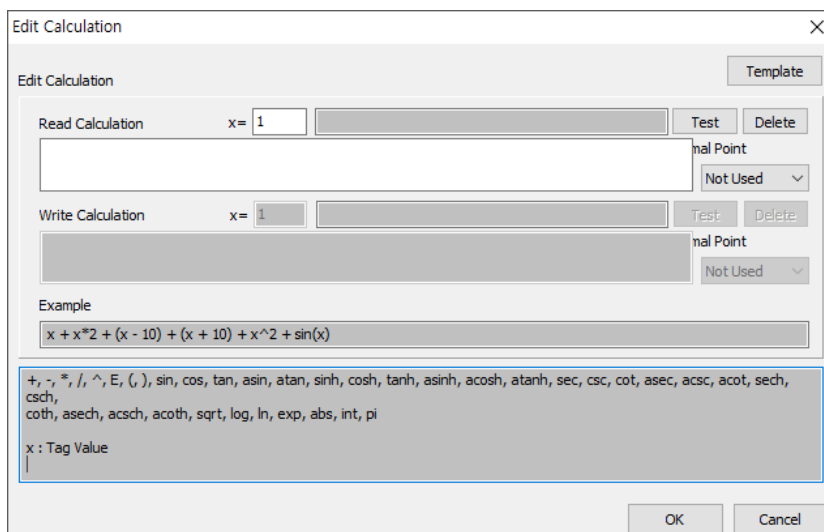 Edit Calculation
Template
Edit Calculation
Read Calculation x= 1 Test Delete
mal Point
Not Used
Write Calculation x= 1 Test Delete
mal Point
Not Used
Example
x + x*2 + (x - 10) + (x + 10) + x^2 + sin(x)
+, -, *, /, ^, E, (, ), sin, cos, tan, asin, atan, sinh, cosh, tanh, asinh, acosh, atanh, sec, csc, cot, asec, acsc, acot, sech,
csch,
coth, asech, acsch, acoth, sqrt, log, ln, exp, abs, int, pi
x : Tag Value
OK Cancel